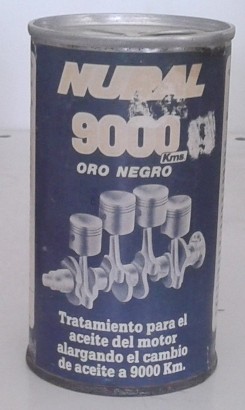 NURAL
9000
Kms
ORO NEGRO
Tratamiento para el
aceite del motor
alargando el cambio
de aceite a 9000 Km.